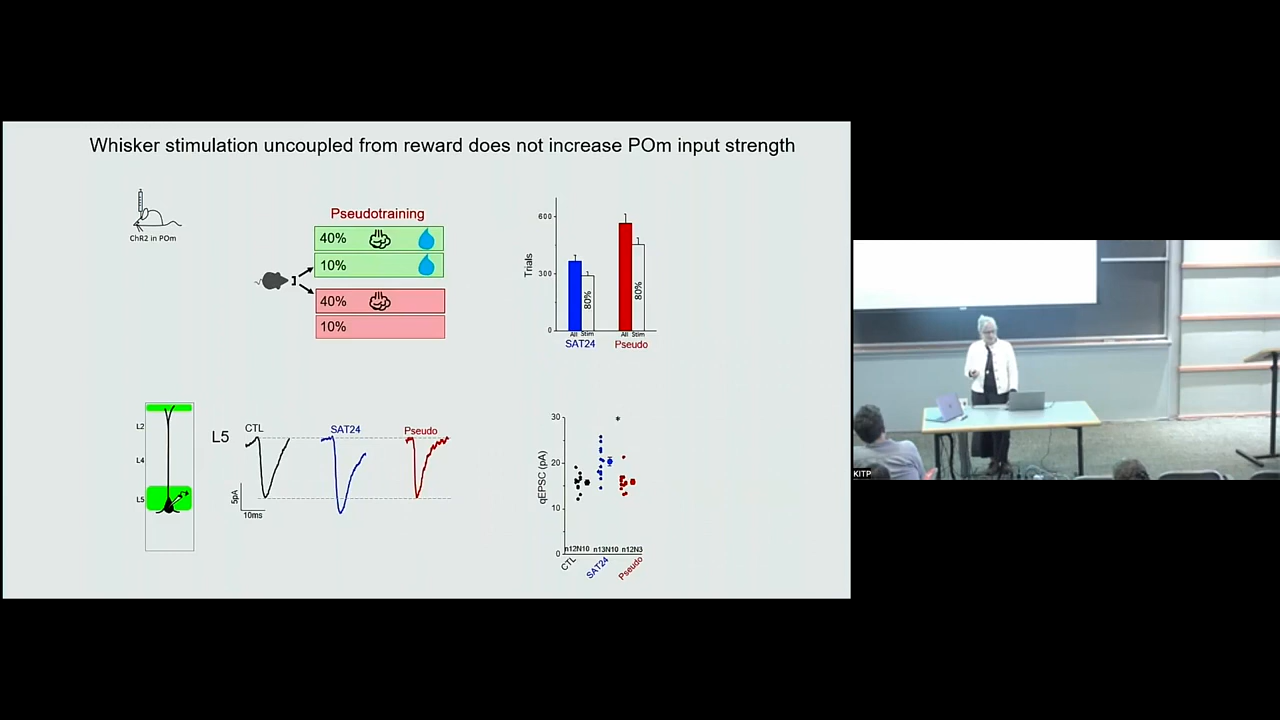 Whisker stimulation uncoupled from reward does not increase POm input strength
ChR2 in POm
Pseudotraining
40%
10%
40%
10%
600
300
0
Trials
80%
80%
All Stim
All Stim
SAT24
Pseudo
L2
L4
L5
L5
CTL
SAT24
Pseudo
5pA
10ms
30
20
10
0
qEPSC (pA)
*
n12N10 n13N10 n12N3
CTL
SAT24
Pseudo
KITP